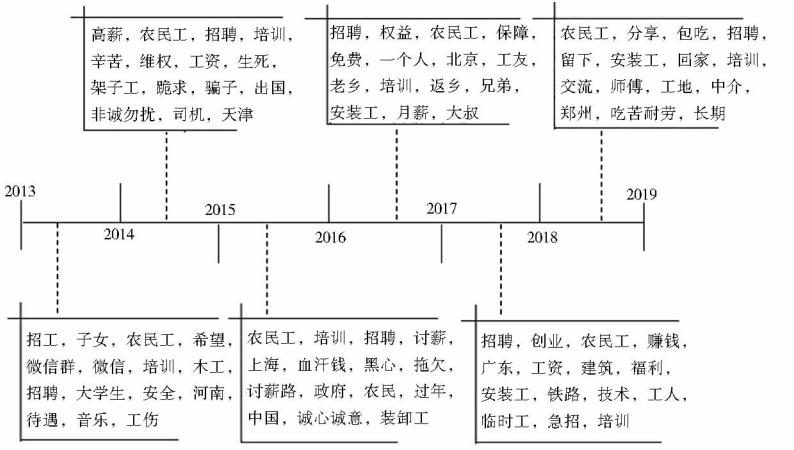 高薪，农民工，招聘，培训，
辛苦，维权，工资，生死，
架子工，跪求，骗子，出国，
非诚勿扰，司机，天津
招聘，权益，农民工，保障，
免费，一个人，北京，工友，
老乡，培训，返乡，兄弟，
安装工，月薪，大叔
农民工，分享，包吃，招聘，
留下，安装工，回家，培训，
交流，师傅，工地，中介，
郑州，吃苦耐劳，长期
2013
2014
2015
2016
2017
2018
2019
招工，子女，农民工，希望，
微信群，微信，培训，木工，
招聘，大学生，安全，河南，
待遇，音乐，工伤
农民工，培训，招聘，讨薪，
上海，血汗钱，黑心，拖欠，
讨薪路，政府，农民，过年，
中国，诚心诚意，装卸工
招聘，创业，农民工，赚钱，
广东，工资，建筑，福利，
安装工，铁路，技术，工人，
临时工，急招，培训